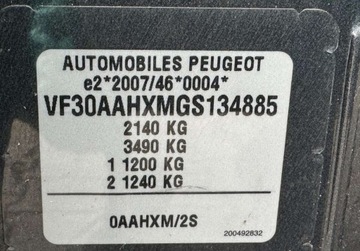 AUTOMOBILES PEUGEOT
e2*2007/46*0004*
VF30AAHXMGS134885
2140 KG
3490 KG
1 1200 KG
2 1240 KG
0AAHXM/2S
200492832